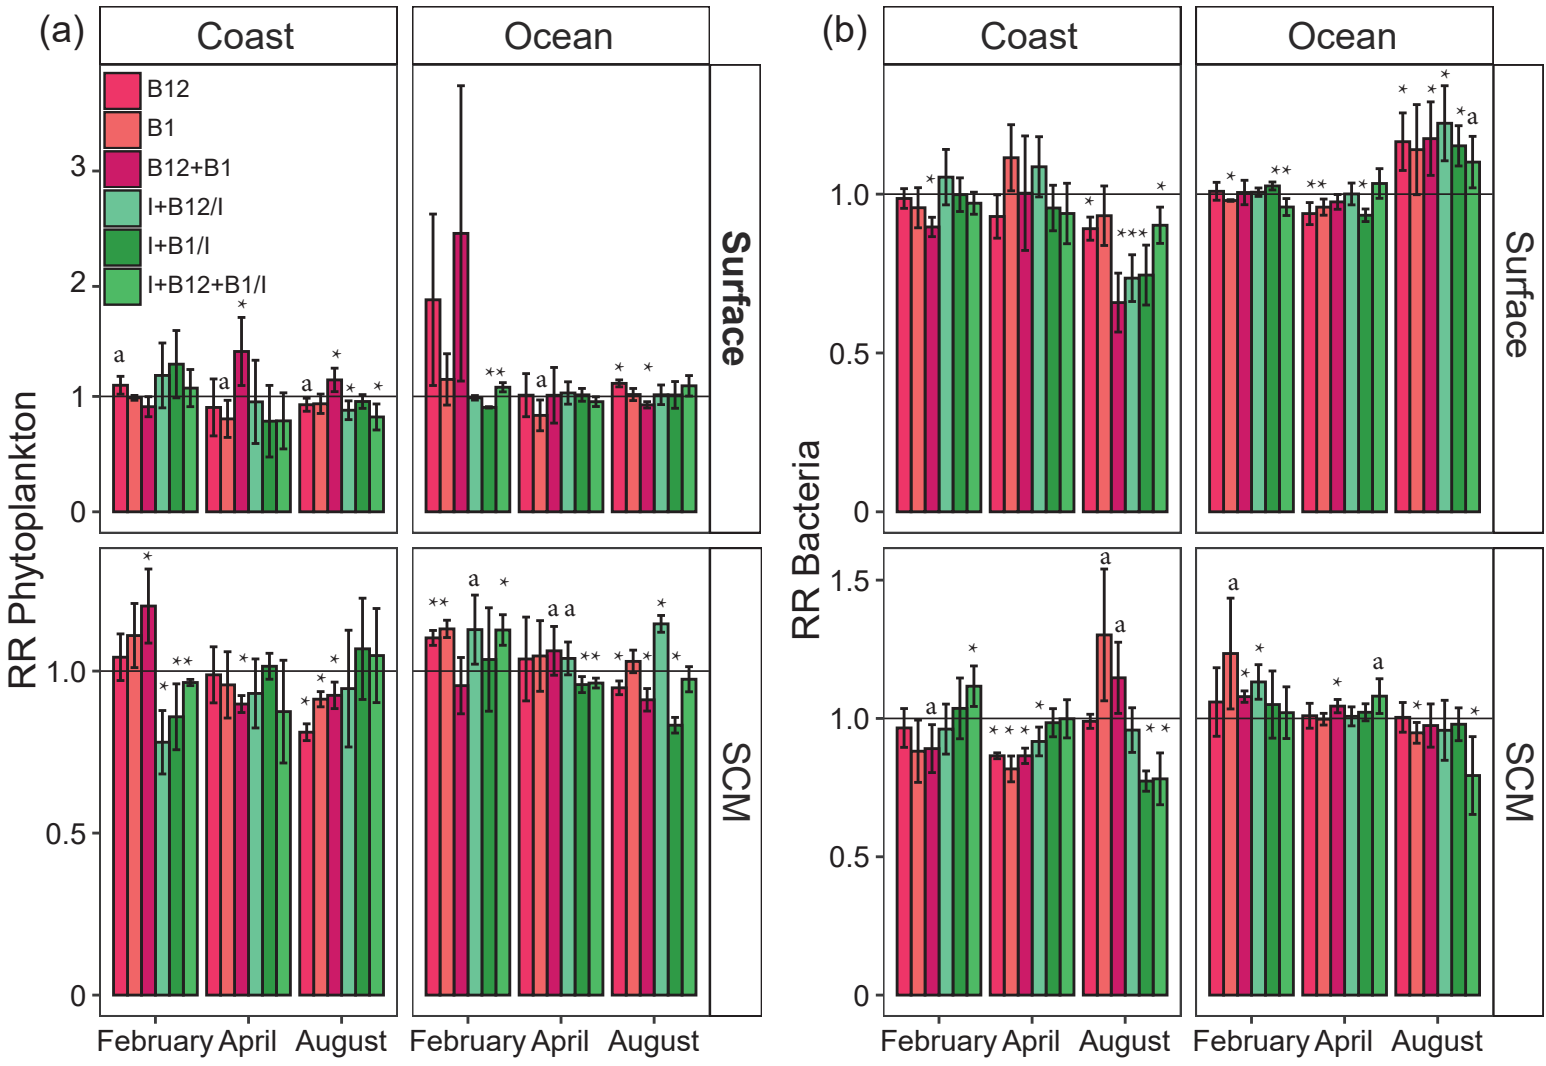 (a)
Coast
Ocean
B12
B1
B12+B1
I+B12/I
I+B1/I
I+B12+B1/I
3
2
1
0
a
*
a
*
a
*
*
*
**
a
*
*
Surface
RR Phytoplankton
1.0
0.5
0
*
*
**
*
*
*
*
**
a
*
a a
**
*
*
*
*
SCM
February April August
February April August
(b)
Coast
Ocean
1.0
0.5
0
*
*
***
*
*
**
**
*
*
*
*
*
a
Surface
RR Bacteria
1.5
1.0
0.5
0
a
*
* * *
*
a
a
* *
a
*
*
*
a
*
*
SCM
February April August
February April August